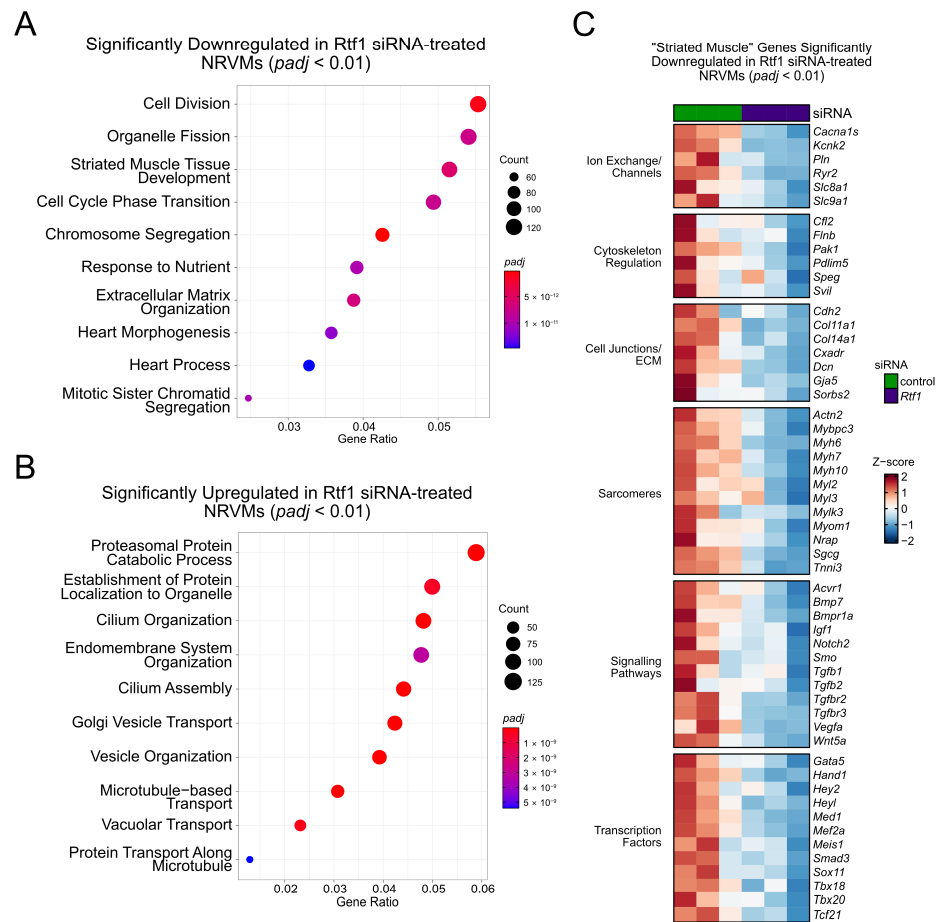 A
Significantly Downregulated in Rtf1 siRNA-treated
NRVMs (padj < 0.01)
Cell Division
Organelle Fission
Striated Muscle Tissue
Development
Cell Cycle Phase Transition
Chromosome Segregation
Response to Nutrient
Extracellular Matrix
Organization
Heart Morphogenesis
Heart Process
Mitotic Sister Chromatid
Segregation
0.03 0.04 0.05
Gene Ratio
Count
60
80
100
120
padj
5 × 10⁻¹²
1 × 10⁻¹¹
B
Significantly Upregulated in Rtf1 siRNA-treated
NRVMs (padj < 0.01)
Proteasomal Protein
Catabolic Process
Establishment of Protein
Localization to Organelle
Cilium Organization
Endomembrane System
Organization
Cilium Assembly
Golgi Vesicle Transport
Vesicle Organization
Microtubule−based
Transport
Vacuolar Transport
Protein Transport Along
Microtubule
0.02 0.03 0.04 0.05 0.06
Gene Ratio
Count
50
75
100
125
padj
1 × 10⁻⁹
2 × 10⁻⁹
3 × 10⁻⁹
4 × 10⁻⁹
5 × 10⁻⁹
C
"Striated Muscle" Genes Significantly
Downregulated in Rtf1 siRNA-treated
NRVMs (padj < 0.01)
siRNA
Ion Exchange/
Channels
Cacna1s
Kcnk2
Pln
Ryr2
Slc8a1
Slc9a1
Cytoskeleton
Regulation
Cfl2
Flnb
Pak1
Pdlim5
Speg
Svil
Cell Junctions/
ECM
Cdh2
Col11a1
Col14a1
Cxadr
Dcn
Gja5
Sorbs2
Sarcomeres
Actn2
Mybpc3
Myh6
Myh7
Myh10
Myl2
Myl3
Mylk3
Myom1
Nrap
Sgcg
Tnni3
Signalling
Pathways
Acvr1
Bmp7
Bmpr1a
Igf1
Notch2
Smo
Tgfb1
Tgfb2
Tgfbr2
Tgfbr3
Vegfa
Wnt5a
Transcription
Factors
Gata5
Hand1
Hey2
Heyl
Med1
Mef2a
Meis1
Smad3
Sox11
Tbx18
Tbx20
Tcf21
siRNA
control
Rtf1
Z−score
2
1
0
−1
−2